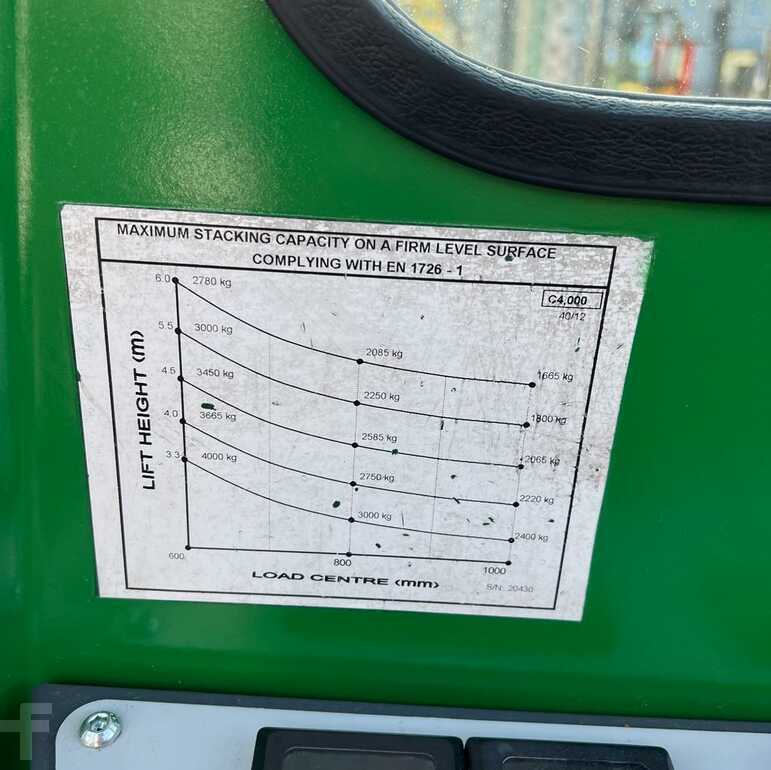 MAXIMUM STACKING CAPACITY ON A FIRM LEVEL SURFACE
COMPLYING WITH EN 1726 - 1
C4,000
40/12
LIFT HEIGHT (m)
6.0 2780 kg 2085 kg 1665 kg
5.5 3000 kg 2250 kg 1800 kg
4.5 3450 kg 2585 kg 2065 kg
4.0 3665 kg 2750 kg 2220 kg
3.3 4000 kg 3000 kg 2400 kg
600 800 1000
LOAD CENTRE (mm)
S/N: 20430
F